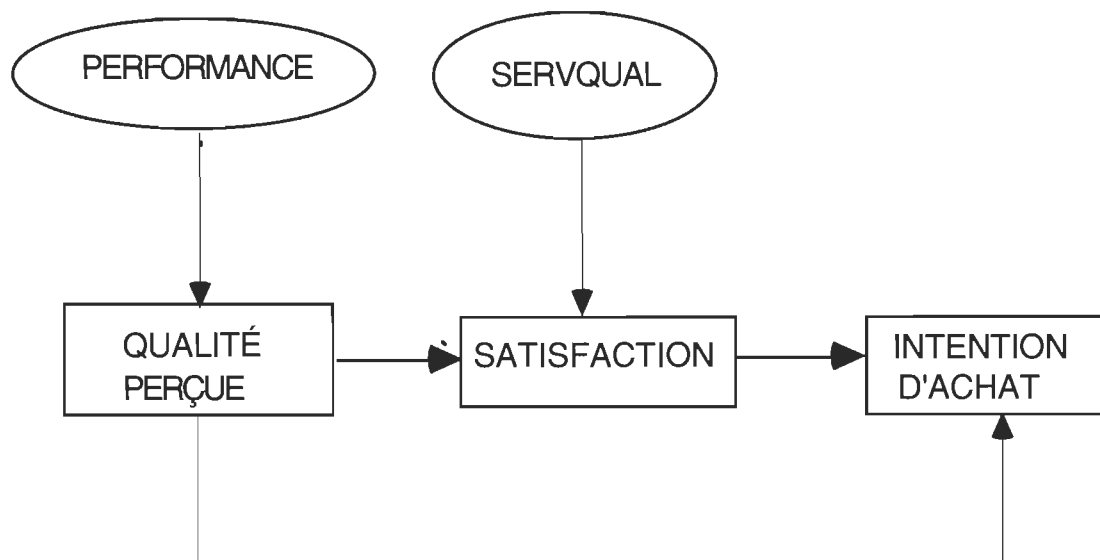 PERFORMANCE
SERVQUAL
QUALITÉ
PERÇUE
SATISFACTION
INTENTION
D'ACHAT